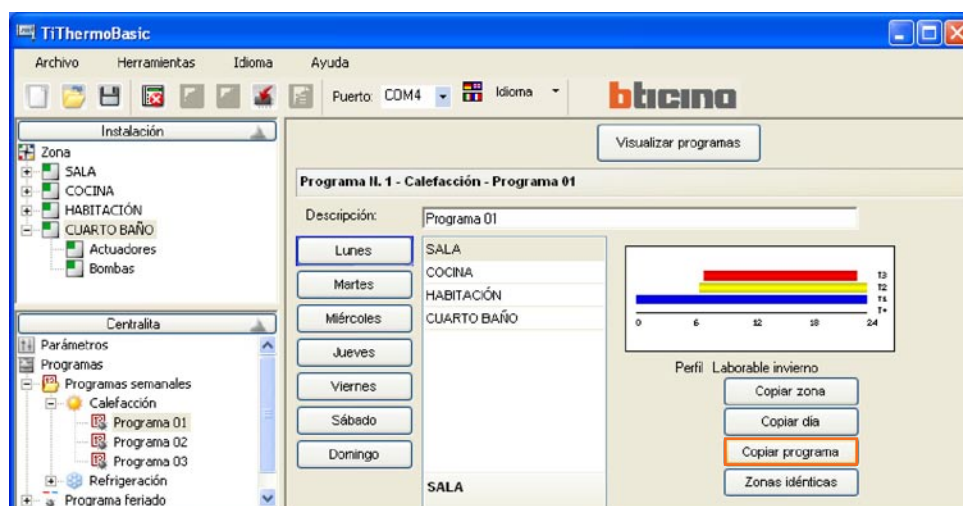 TiThermoBasic
Archivo Herramientas Idioma Ayuda
Puerto: COM4 Idioma bticino
Instalación
Zona
SALA
COCINA
HABITACIÓN
CUARTO BAÑO
Actuadores
Bombas
Centralita
Parámetros
Programas
Programas semanales
Calefacción
Programa 01
Programa 02
Programa 03
Refrigeración
Programa feriado
Visualizar programas
Programa N. 1 - Calefacción - Programa 01
Descripción: Programa 01
Lunes
Martes
Miércoles
Jueves
Viernes
Sábado
Domingo
SALA
COCINA
HABITACIÓN
CUARTO BAÑO
SALA
T3
T2
T1
T*
0 6 12 18 24
Perfil Laborable invierno
Copiar zona
Copiar día
Copiar programa
Zonas idénticas